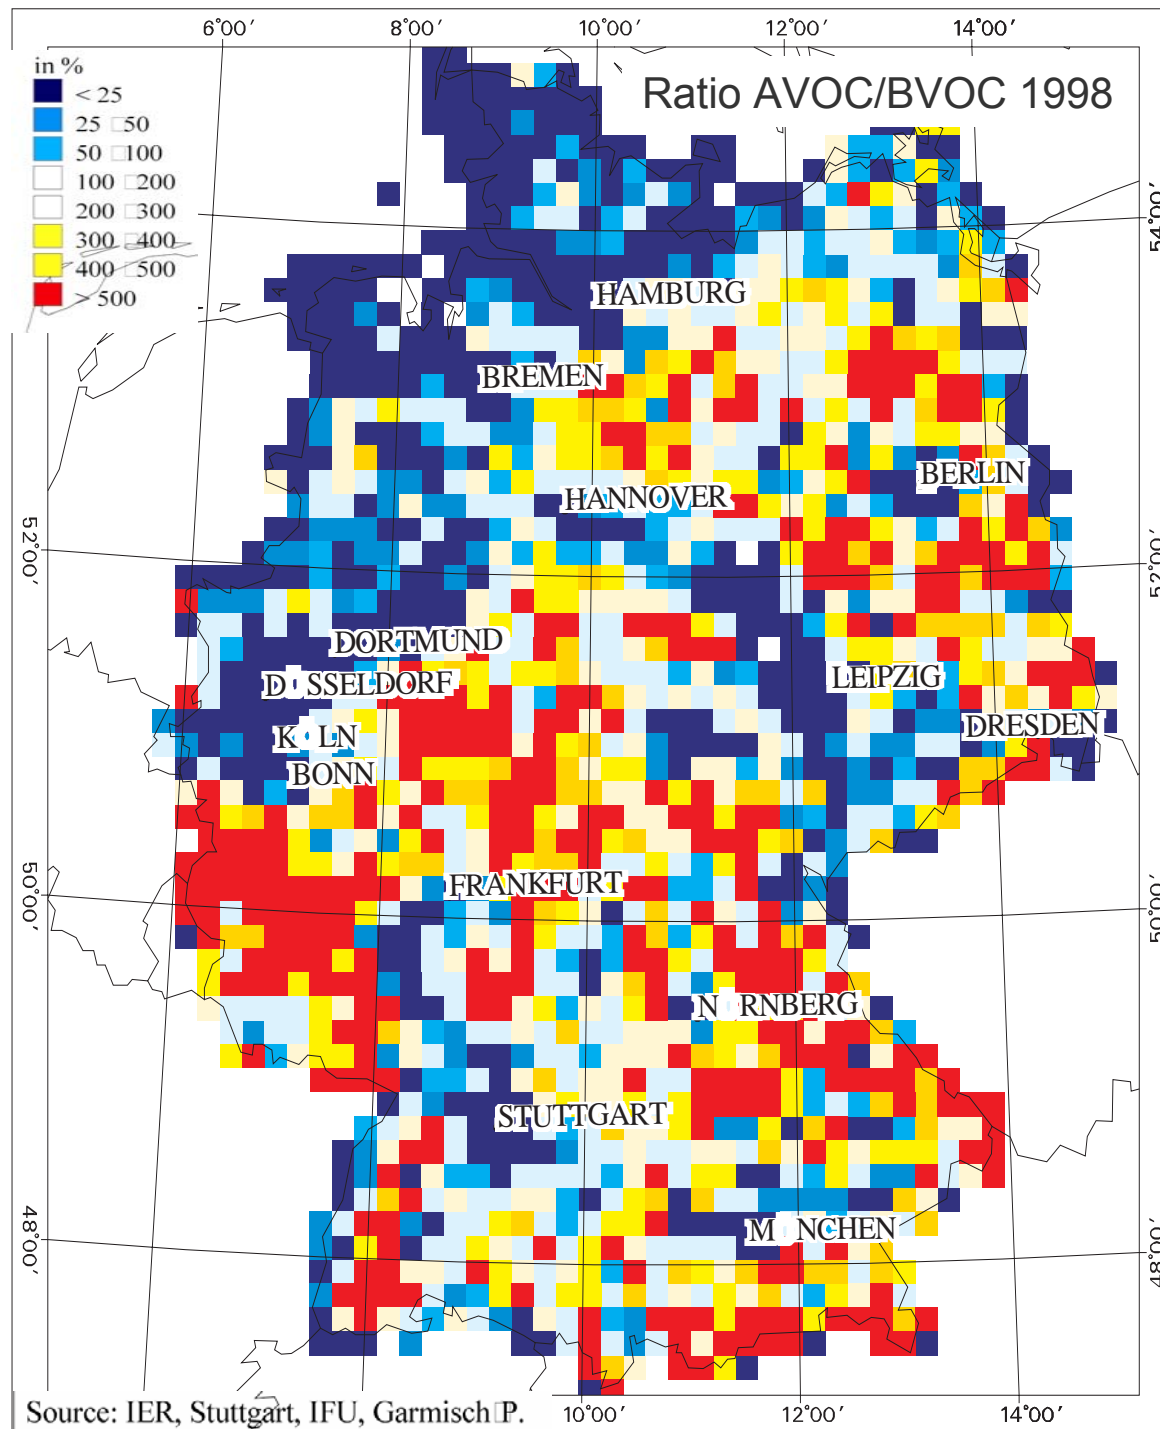 6°00′ 8°00′ 10°00′ 12°00′ 14°00′
Ratio AVOC/BVOC 1998
in %
< 25
25 □50
50 □100
100 □200
200 □300
300 □400
400 □500
> 500
54°00′
HAMBURG
BREMEN
BERLIN
HANNOVER
52°00′
52°00′
DORTMUND
D SSELDORF
LEIPZIG
K LN
DRESDEN
BONN
50°00′
FRANKFURT
50°00′
N RNBERG
STUTTGART
48°00′
M NCHEN
48°00′
Source: IER, Stuttgart, IFU, Garmisch□P.
10°00′ 12°00′ 14°00′